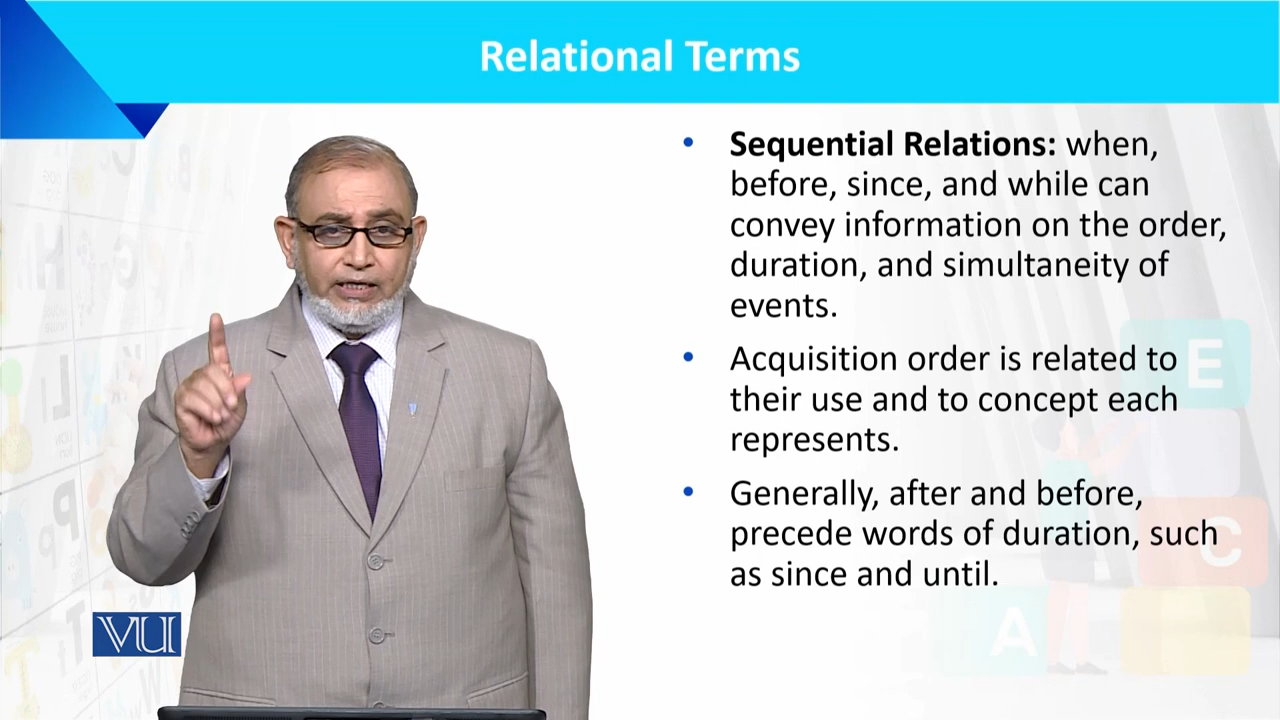 Relational Terms
• Sequential Relations: when,
before, since, and while can
convey information on the order,
duration, and simultaneity of
events.
• Acquisition order is related to
their use and to concept each
represents.
• Generally, after and before,
precede words of duration, such
as since and until.
VU
E
C
A